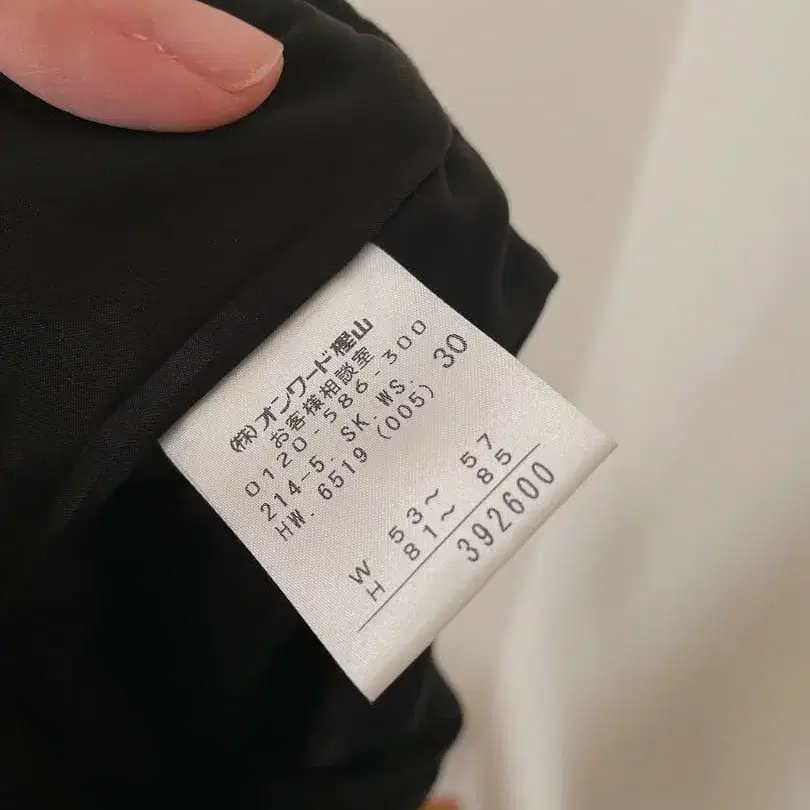 (株)オンワード樫山
お客様相談室
0120-586-300
214-5. SK. WS. 30
HW. 6519 (005)
W 53～ 57
H 81～ 85
392600